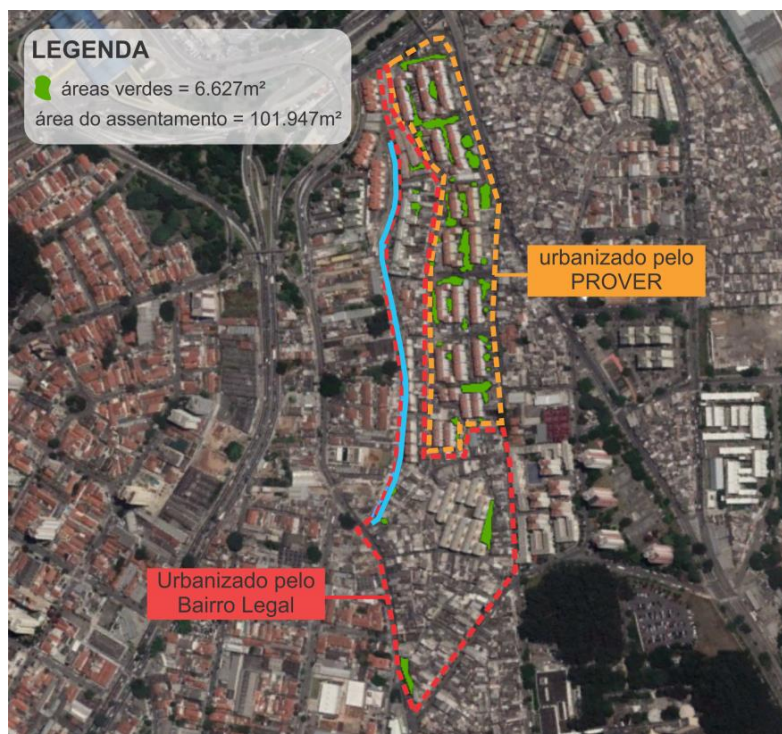 LEGENDA
áreas verdes = 6.627m²
área do assentamento = 101.947m²
urbanizado pelo
PROVER
Urbanizado pelo
Bairro Legal